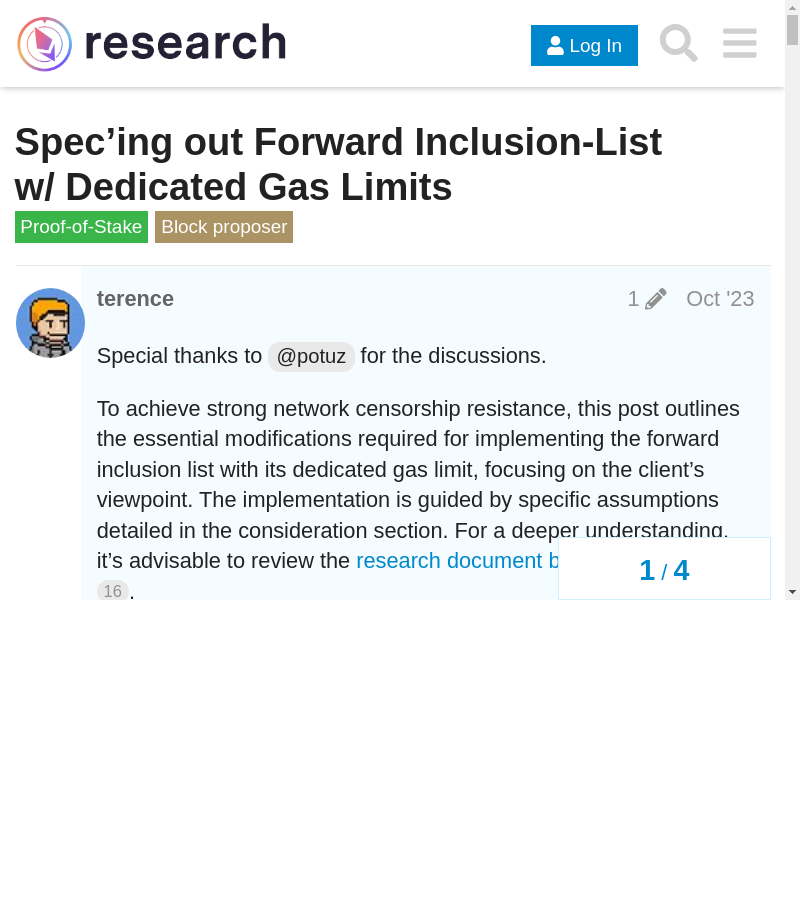 research
Log In
Spec’ing out Forward Inclusion-List
w/ Dedicated Gas Limits
Proof-of-Stake Block proposer
terence 1 Oct '23
Special thanks to @potuz for the discussions.
To achieve strong network censorship resistance, this post outlines
the essential modifications required for implementing the forward
inclusion list with its dedicated gas limit, focusing on the client’s
viewpoint. The implementation is guided by specific assumptions
detailed in the consideration section. For a deeper understanding,
it’s advisable to review the research document
1 / 4
16 .